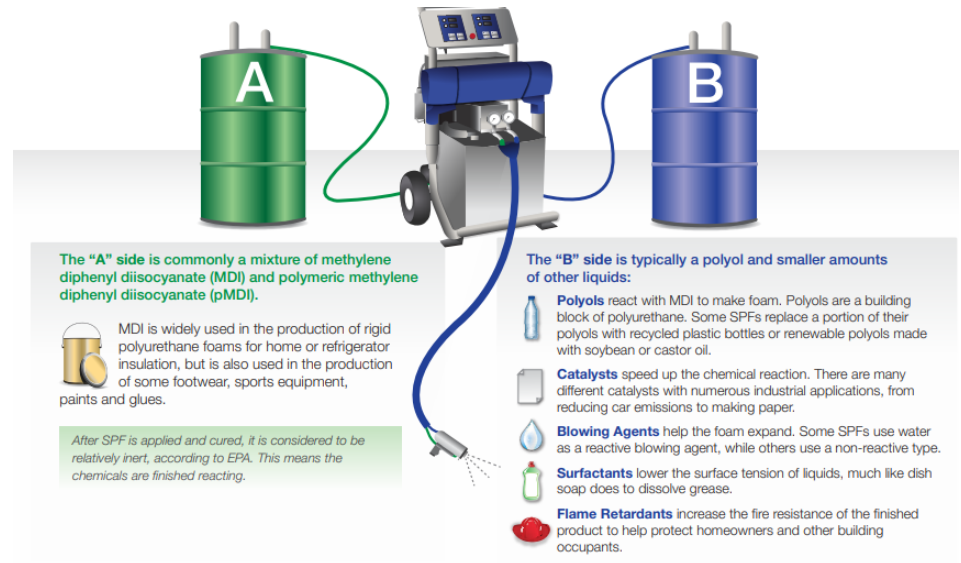 A
B
The “A” side is commonly a mixture of methylene
diphenyl diisocyanate (MDI) and polymeric methylene
diphenyl diisocyanate (pMDI).
MDI is widely used in the production of rigid
polyurethane foams for home or refrigerator
insulation, but is also used in the production
of some footwear, sports equipment,
paints and glues.
After SPF is applied and cured, it is considered to be
relatively inert, according to EPA. This means the
chemicals are finished reacting.
The “B” side is typically a polyol and smaller amounts
of other liquids:
Polyols react with MDI to make foam. Polyols are a building
block of polyurethane. Some SPFs replace a portion of their
polyols with recycled plastic bottles or renewable polyols made
with soybean or castor oil.
Catalysts speed up the chemical reaction. There are many
different catalysts with numerous industrial applications, from
reducing car emissions to making paper.
Blowing Agents help the foam expand. Some SPFs use water
as a reactive blowing agent, while others use a non-reactive type.
Surfactants lower the surface tension of liquids, much like dish
soap does to dissolve grease.
Flame Retardants increase the fire resistance of the finished
product to help protect homeowners and other building
occupants.